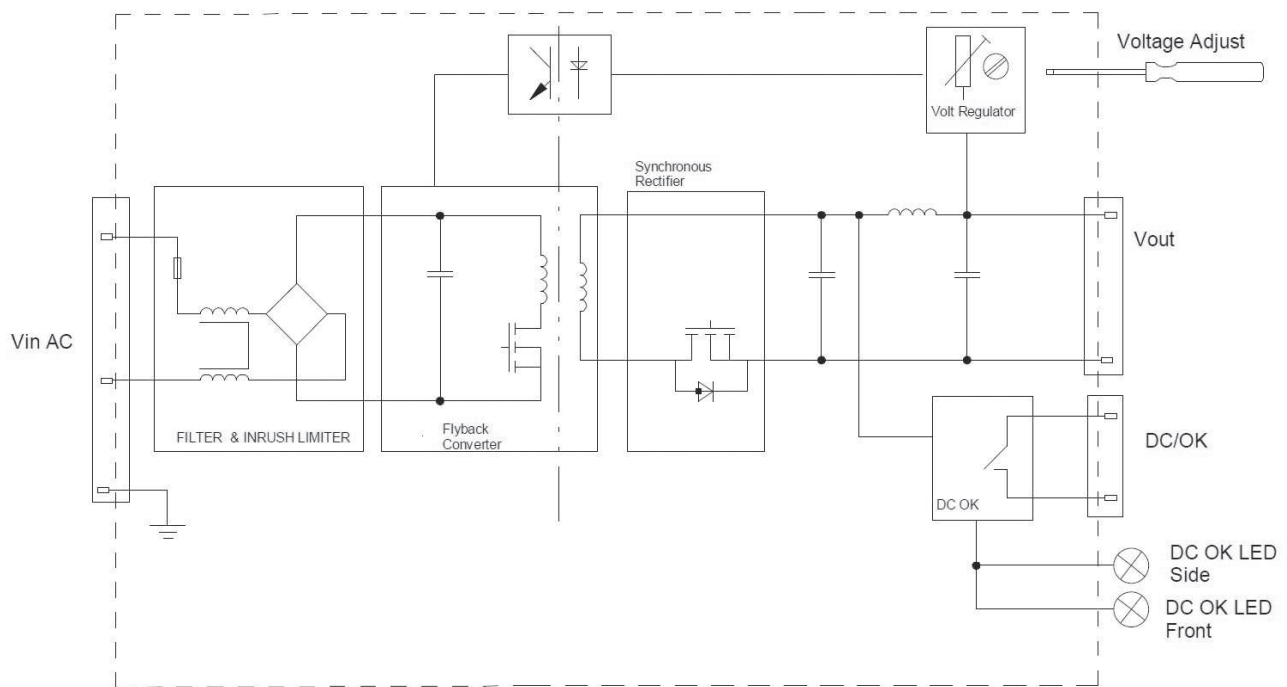 Voltage Adjust
Volt Regulator
Synchronous
Rectifier
Vin AC
Vout
FILTER & INRUSH LIMITER
Flyback
Converter
DC/OK
DC OK
DC OK LED
Side
DC OK LED
Front